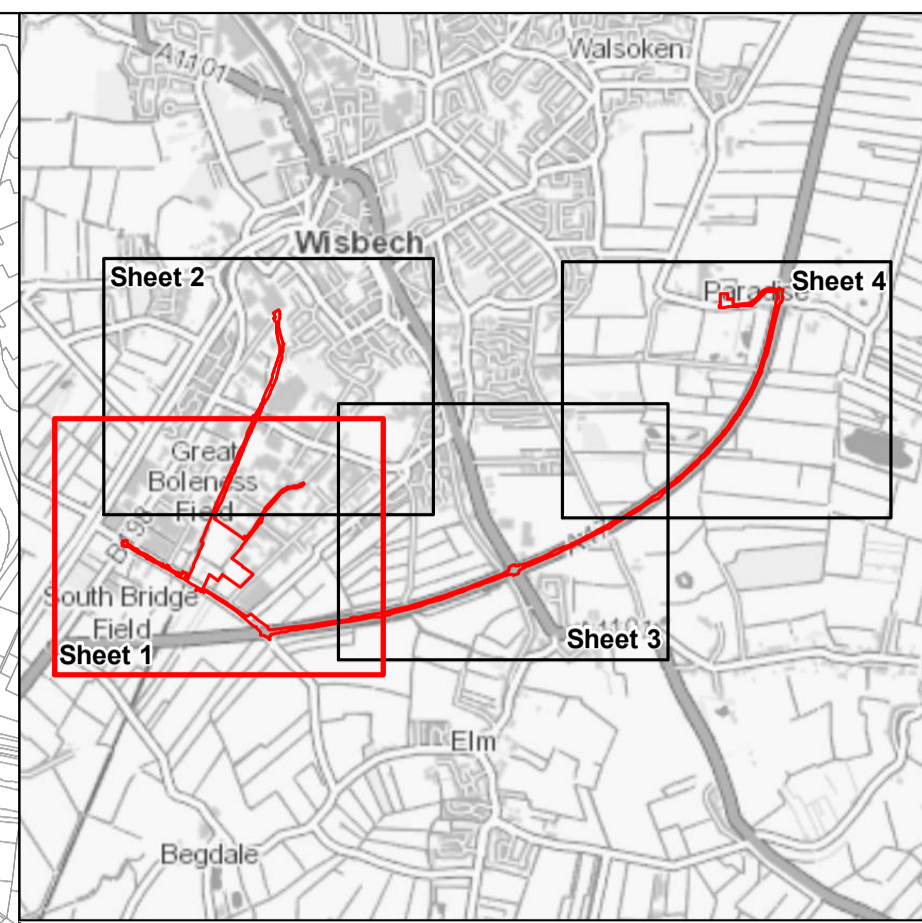 A1101
Walsoken
Wisbech
Sheet 2
Sheet 4
Paradise
Great
Boleness
Field
South Bridge
Field
Sheet 1
Sheet 3
Elm
Begdale